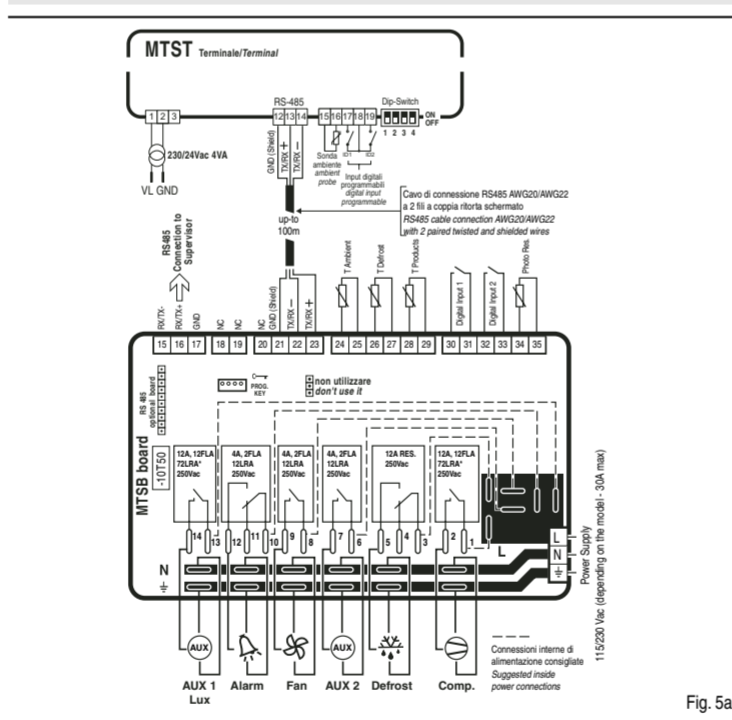 MTST Terminale/Terminal
RS-485
Dip-Switch
1 2 3
12 13 14
15 16 17 18 19
ON
OFF
1 2 3 4
230/24Vac 4VA
VL GND
GND (Shield)
TX/RX +
TX/RX –
Sonda
ambiente
ambient
probe
ID1
ID2
Input digitali
programmabili
digital input
programmable
up-to
100m
Cavo di connessione RS485 AWG20/AWG22
a 2 fili a coppia ritorta schermato
RS485 cable connection AWG20/AWG22
with 2 paired twisted and shielded wires
RS485
Connection to
Supervisor
RX/TX-
RX/TX+
GND
NC
NC
NC
GND (Shield)
TX/RX –
TX/RX +
T Ambient
T Defrost
T Products
Digital Input 1
Digital Input 2
Photo Res.
15 16 17
18 19
20 21 22 23
24 25 26 27 28 29
30 31 32 33 34 35
MTSB board
-10T50
RS 485
optional board
PROG.
KEY
non utilizzare
don't use it
12A, 12FLA
72LRA*
250Vac
4A, 2FLA
12LRA
250Vac
4A, 2FLA
12LRA
250Vac
4A, 2FLA
12LRA
250Vac
12A RES.
250Vac
12A, 12FLA
72LRA*
250Vac
14 13 12 11 10 9 8 7 6 5 4 3 2 1
L
L
N
N
Power Supply
115/230 Vac (depending on the model - 30A max)
AUX
AUX
AUX 1
Lux
Alarm
Fan
AUX 2
Defrost
Comp.
Connessioni interne di
alimentazione consigliate
Suggested inside
power connections
Fig. 5a